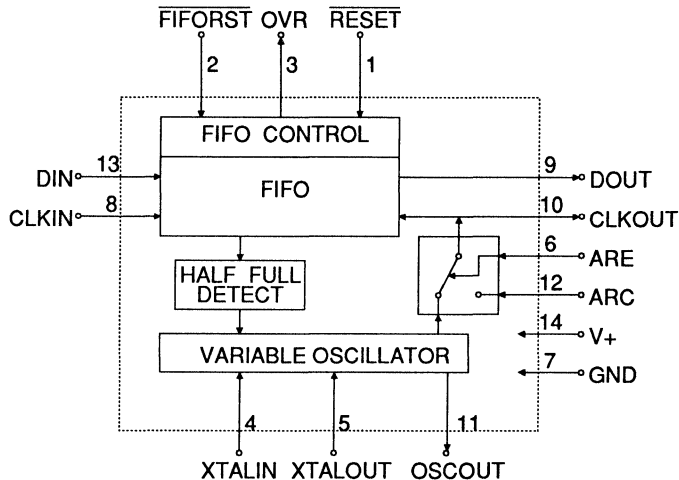 FIFORST OVR RESET
2 3 1
FIFO CONTROL
13 9
DIN FIFO DOUT
8 10
CLKIN CLKOUT
6
ARE
HALF FULL
DETECT
12
ARC
14
V+
VARIABLE OSCILLATOR
7
GND
4 5 11
XTALIN XTALOUT OSCOUT